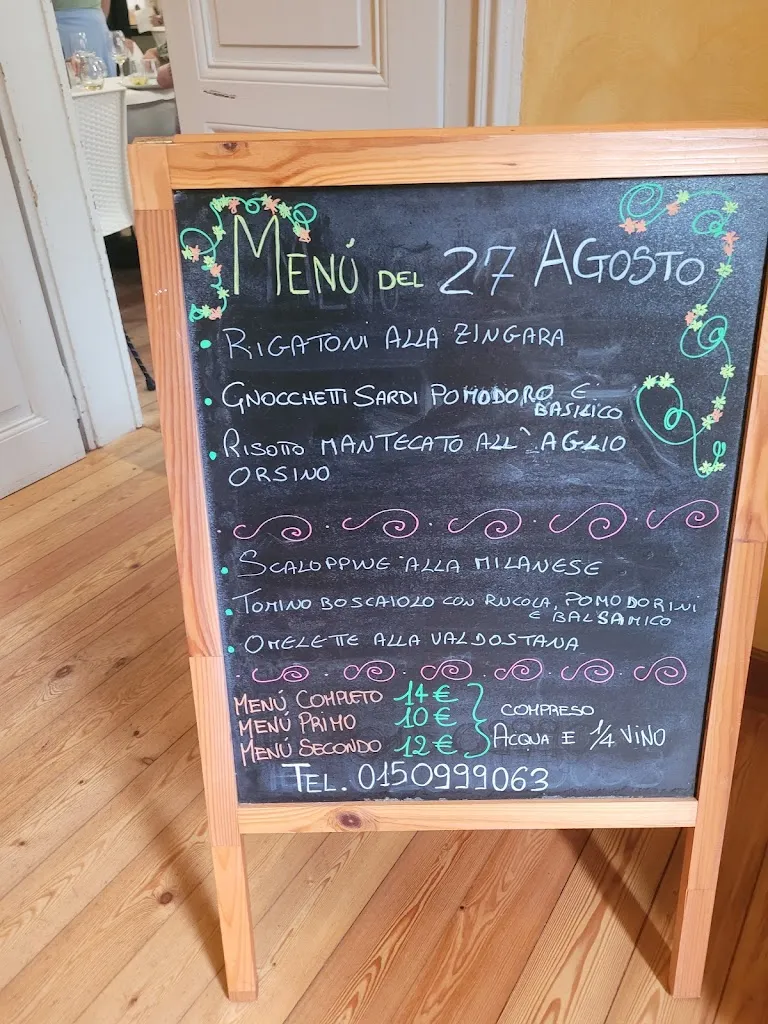 MENÚ DEL 27 AGOSTO
RIGATONI ALLA ZINGARA
GNOCCHETTI SARDI POMODORO E
BASILICO
RISOTTO MANTECATO ALL' AGLIO
ORSINO
SCALOPPINE ALLA MILANESE
TOMINO BOSCAIOLO CON RUCOLA, POMODORINI
E BALSAMICO
OMELETTE ALLA VALDOSTANA
MENÚ COMPLETO 14 €
MENÚ PRIMO 10 €
MENÚ SECONDO 12 €
COMPRESO
ACQUA E 1/4 VINO
TEL. 0150999063